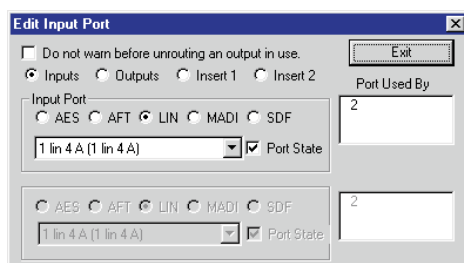 Edit Input Port
Do not warn before unrouting an output in use.
Exit
Inputs Outputs Insert 1 Insert 2
Port Used By
Input Port
AES AFT LIN MADI SDF
2
1 lin 4 A (1 lin 4 A)
Port State
AES AFT LIN MADI SDF
2
1 lin 4 A (1 lin 4 A)
Port State